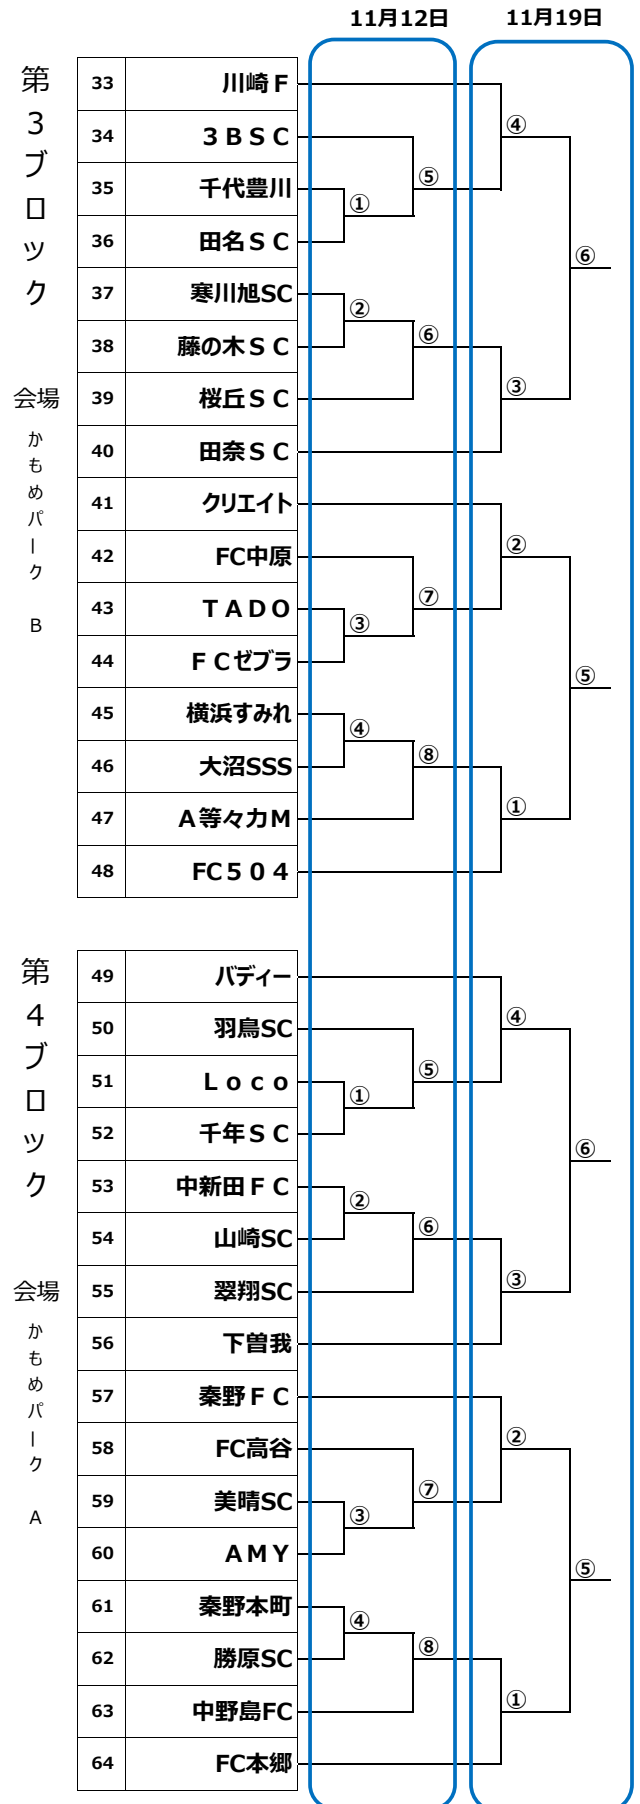 11月12日 11月19日
第3ブロック
会場
かもめパーク B
33 川崎F
34 3BSC
35 千代豊川
36 田名SC
37 寒川旭SC
38 藤の木SC
39 桜丘SC
40 田奈SC
41 クリエイト
42 FC中原
43 TADO
44 FCゼブラ
45 横浜すみれ
46 大沼SSS
47 A等々力M
48 FC504
④
⑤
①
⑥
②
⑥
③
②
⑦
③
⑤
④
⑧
①
第4ブロック
会場
かもめパーク A
49 バディー
50 羽鳥SC
51 Loco
52 千年SC
53 中新田FC
54 山崎SC
55 翠翔SC
56 下曽我
57 秦野FC
58 FC高谷
59 美晴SC
60 AMY
61 秦野本町
62 勝原SC
63 中野島FC
64 FC本郷
④
⑤
①
⑥
②
⑥
③
②
⑦
③
⑤
④
⑧
①